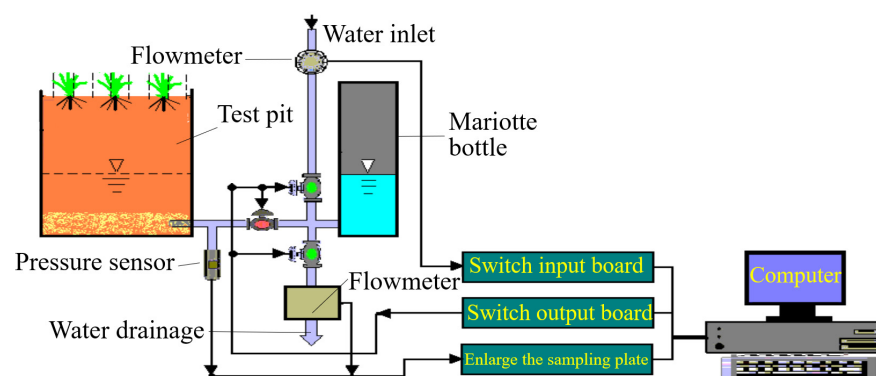 Water inlet
Flowmeter
Test pit
Mariotte
bottle
Pressure sensor
Switch input board
Computer
Flowmeter
Switch output board
Water drainage
Enlarge the sampling plate